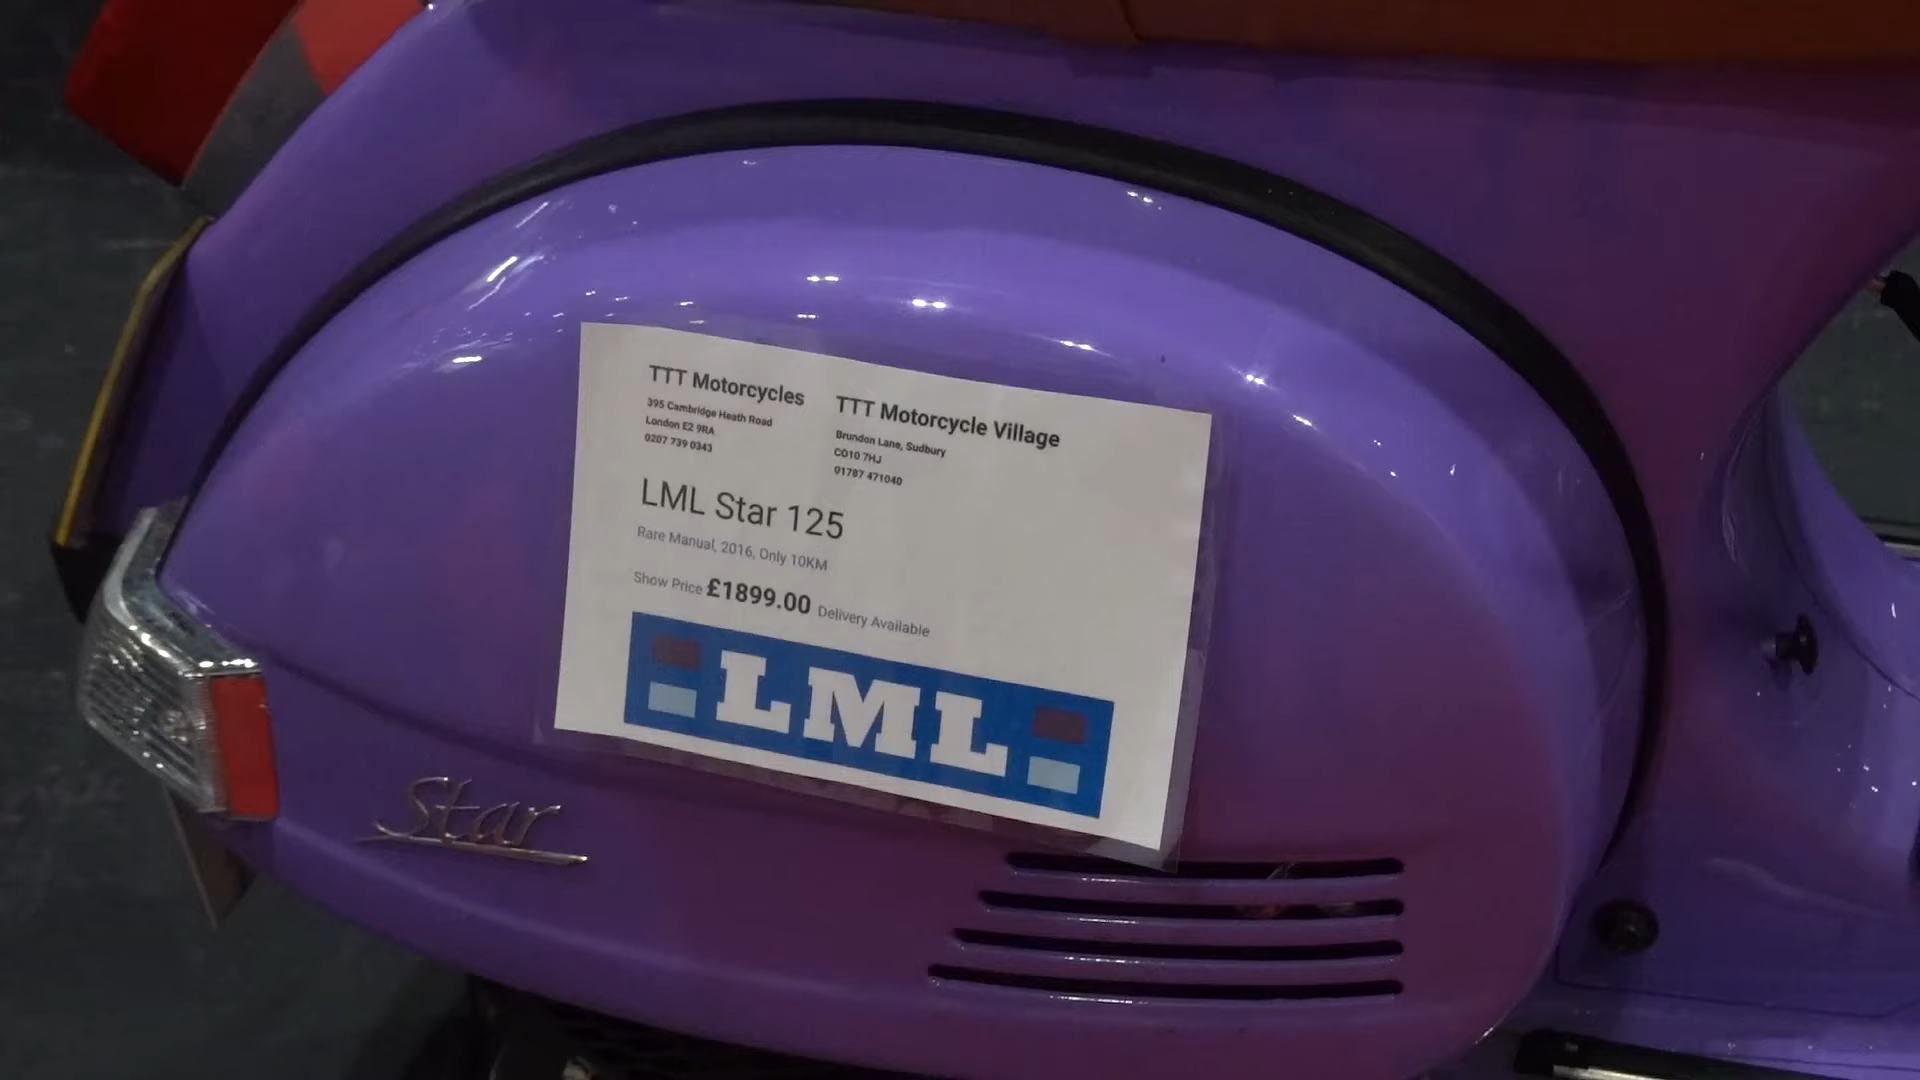 TTT Motorcycles
395 Cambridge Heath Road
London E2 9RA
0207 739 0343
TTT Motorcycle Village
Brundon Lane, Sudbury
CO10 7HJ
01787 471040
LML Star 125
Rare Manual, 2016, Only 10KM
Show Price £1899.00 Delivery Available
LML
Star